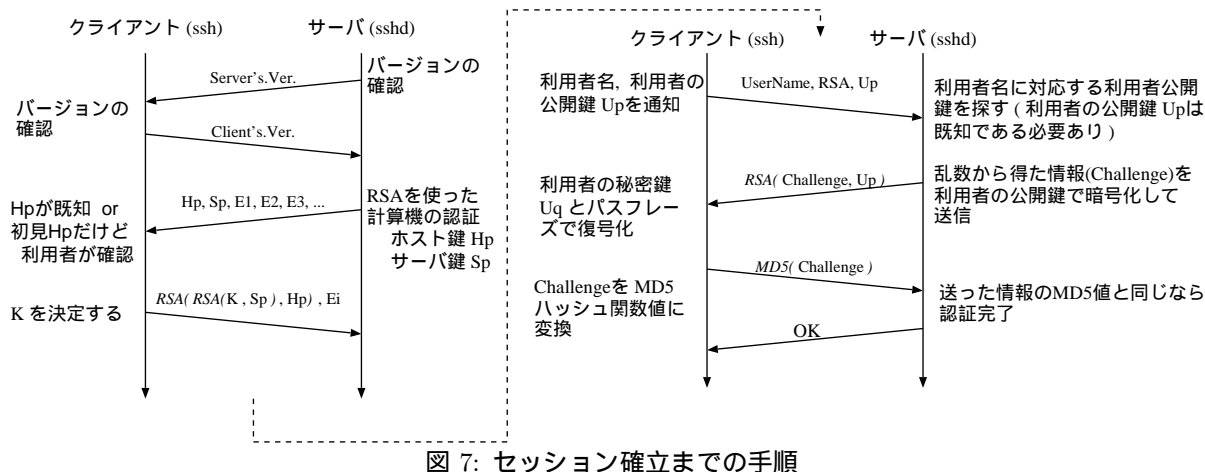 クライアント (ssh)
サーバ (sshd)
バージョンの
確認
Server's.Ver.
バージョンの
確認
Client's.Ver.
RSAを使った
計算機の認証
ホスト鍵 Hp
サーバ鍵 Sp
Hp, Sp, E1, E2, E3, ...
Hpが既知 or
初見Hpだけど
利用者が確認
K を決定する
RSA( RSA(K , Sp ) , Hp) , Ei
クライアント (ssh)
サーバ (sshd)
利用者名, 利用者の
公開鍵 Upを通知
UserName, RSA, Up
利用者名に対応する利用者公開
鍵を探す ( 利用者の公開鍵 Upは
既知である必要あり )
乱数から得た情報(Challenge)を
利用者の公開鍵で暗号化して
送信
RSA( Challenge, Up )
利用者の秘密鍵
Uq とパスフレー
ズで復号化
Challengeを MD5
ハッシュ関数値に
変換
MD5( Challenge )
送った情報のMD5値と同じなら
認証完了
OK
図 7: セッション確立までの手順